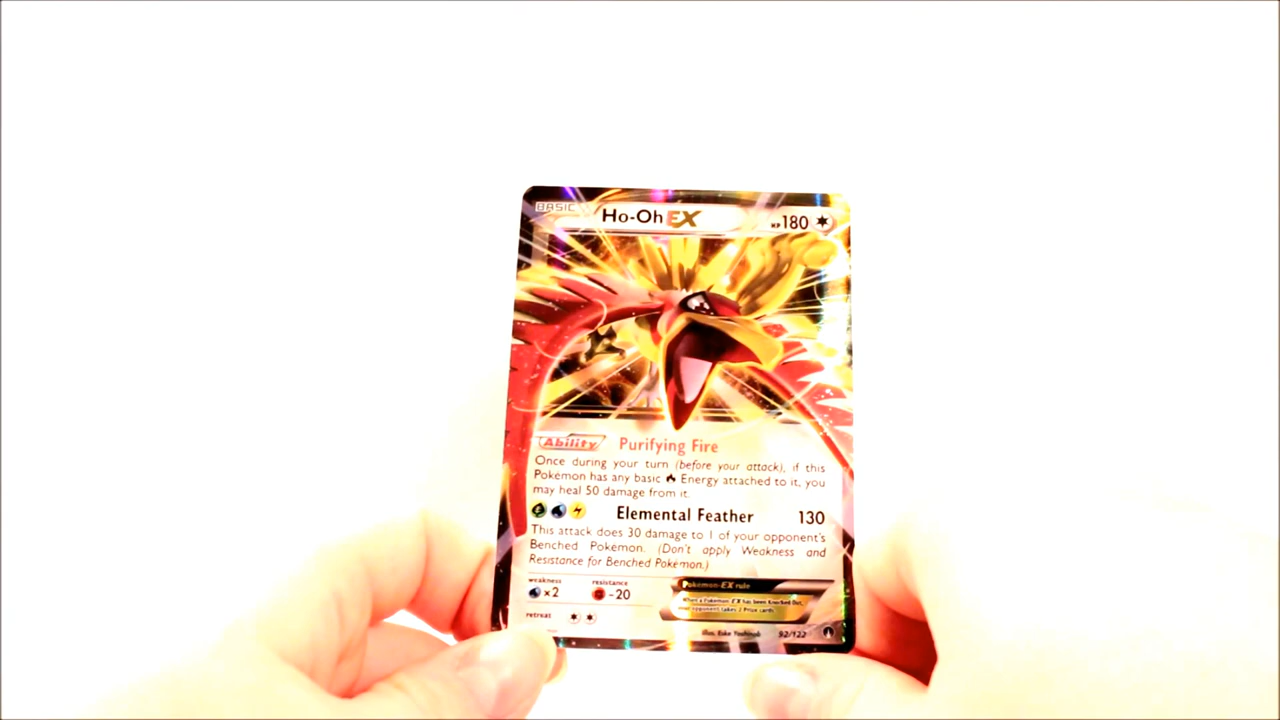 BASIC
Ho-Oh EX
HP 180
Ability Purifying Fire
Once during your turn (before your attack), if this
Pokémon has any basic Energy attached to it, you
may heal 50 damage from it.
Elemental Feather 130
This attack does 30 damage to 1 of your opponent's
Benched Pokémon. (Don't apply Weakness and
Resistance for Benched Pokémon.)
weakness resistance
×2 -20
Pokémon-EX rule
When a Pokémon-EX has been Knocked Out,
your opponent takes 2 Prize cards.
retreat
Illus. Eske Yoshinob 92/122